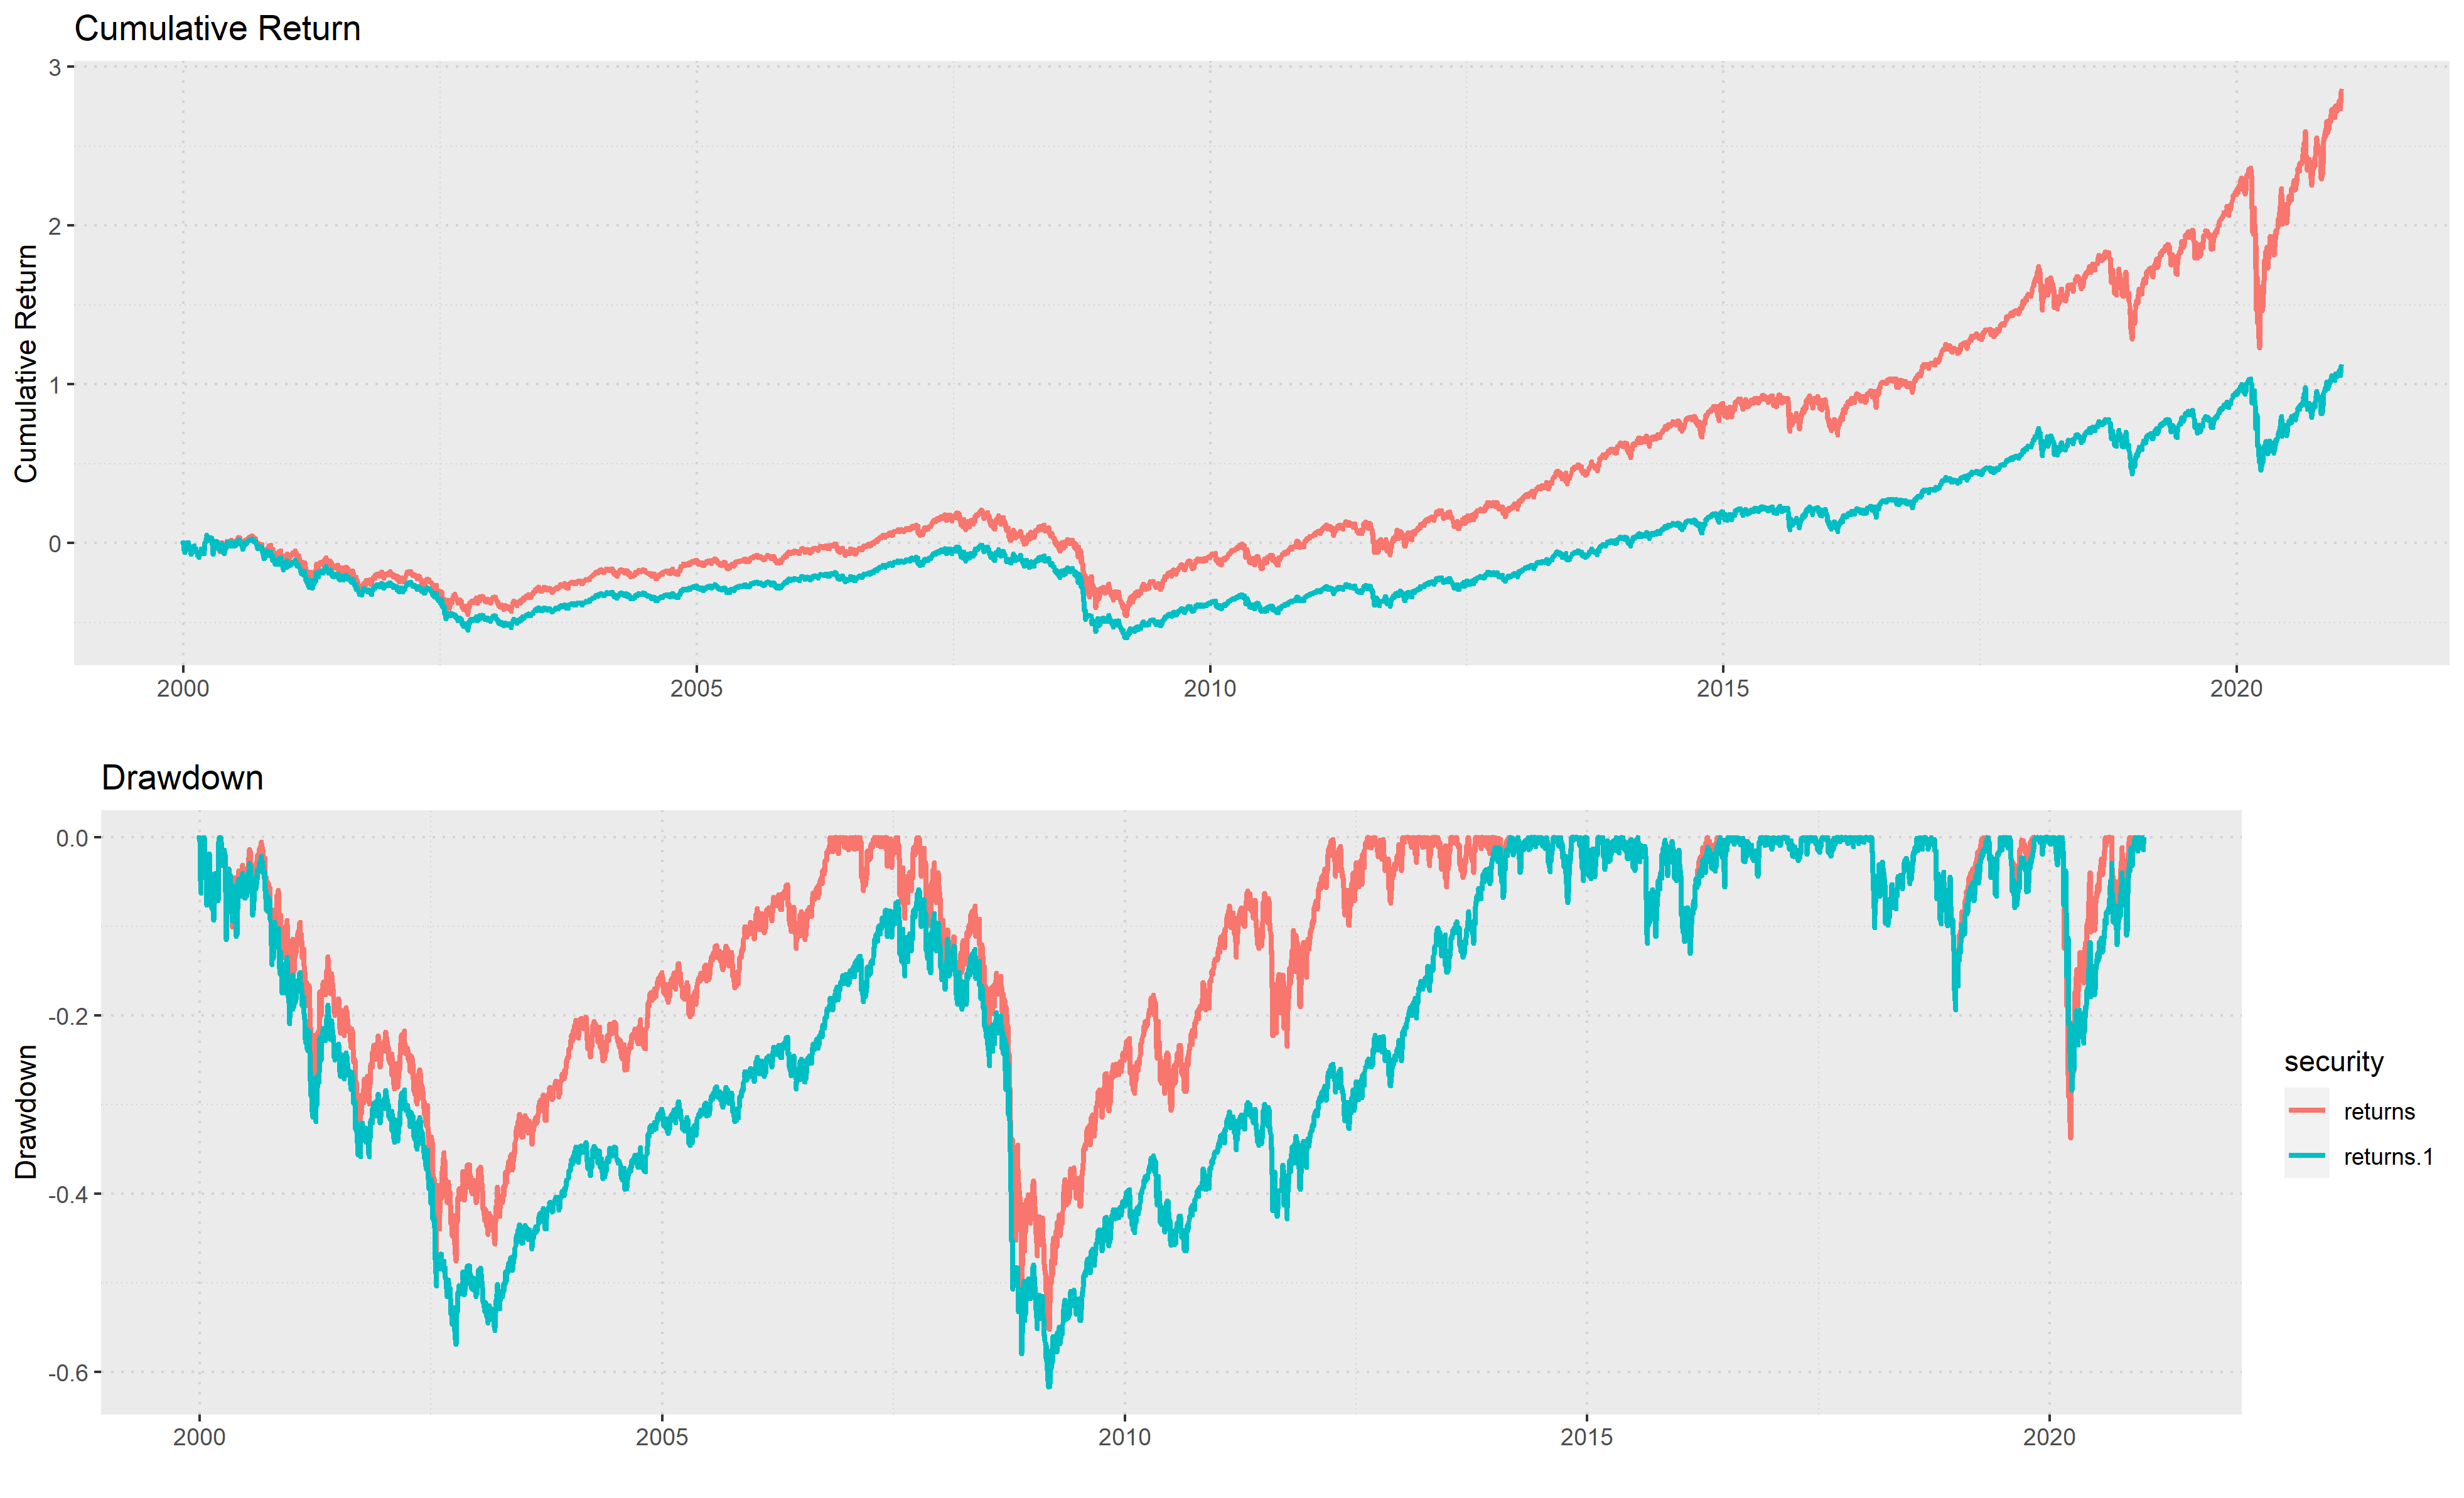 Cumulative Return
Cumulative Return
3
2
1
0
2000 2005 2010 2015 2020
Drawdown
Drawdown
0.0
-0.2
-0.4
-0.6
2000 2005 2010 2015 2020
security
returns
returns.1